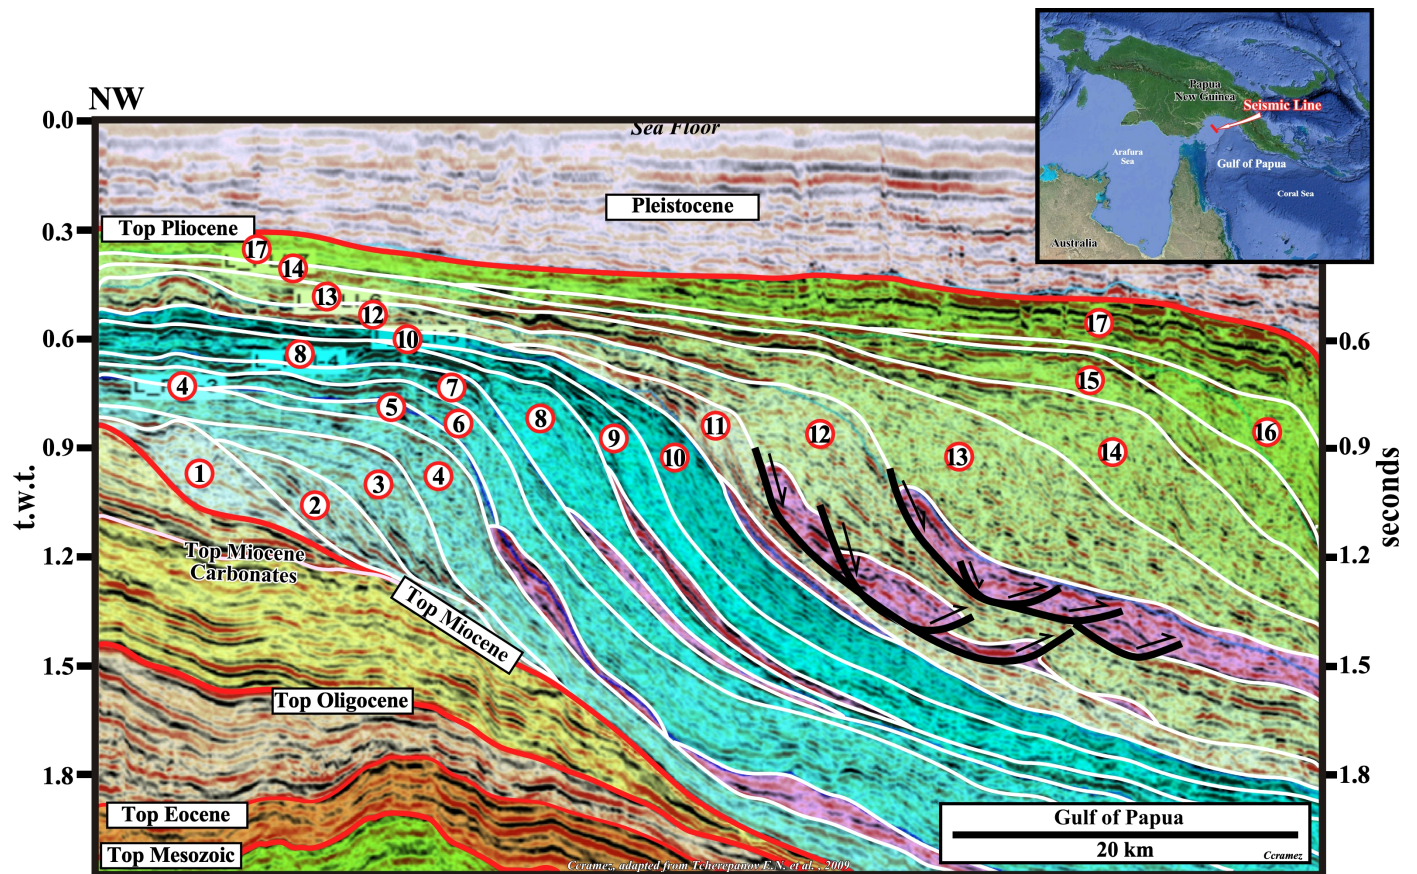 NW
Papua
New Guinea
Seismic Line
Arafura
Sea
Gulf of Papua
Coral Sea
Australia
0.0
Sea Floor
Pleistocene
0.3
Top Pliocene
17
14
13
12
17
0.6
10
0.6
8
4
7
15
5
6
8
11
12
16
9
10
0.9
13
14
0.9
1
3
4
2
t.w.t.
seconds
Top Miocene
Carbonates
1.2
1.2
Top Miocene
1.5
1.5
Top Oligocene
1.8
1.8
Top Eocene
Top Mesozoic
Gulf of Papua
20 km
Ccramez
Ccramez, adapted from Tcherepanov E.N. et al., 2009